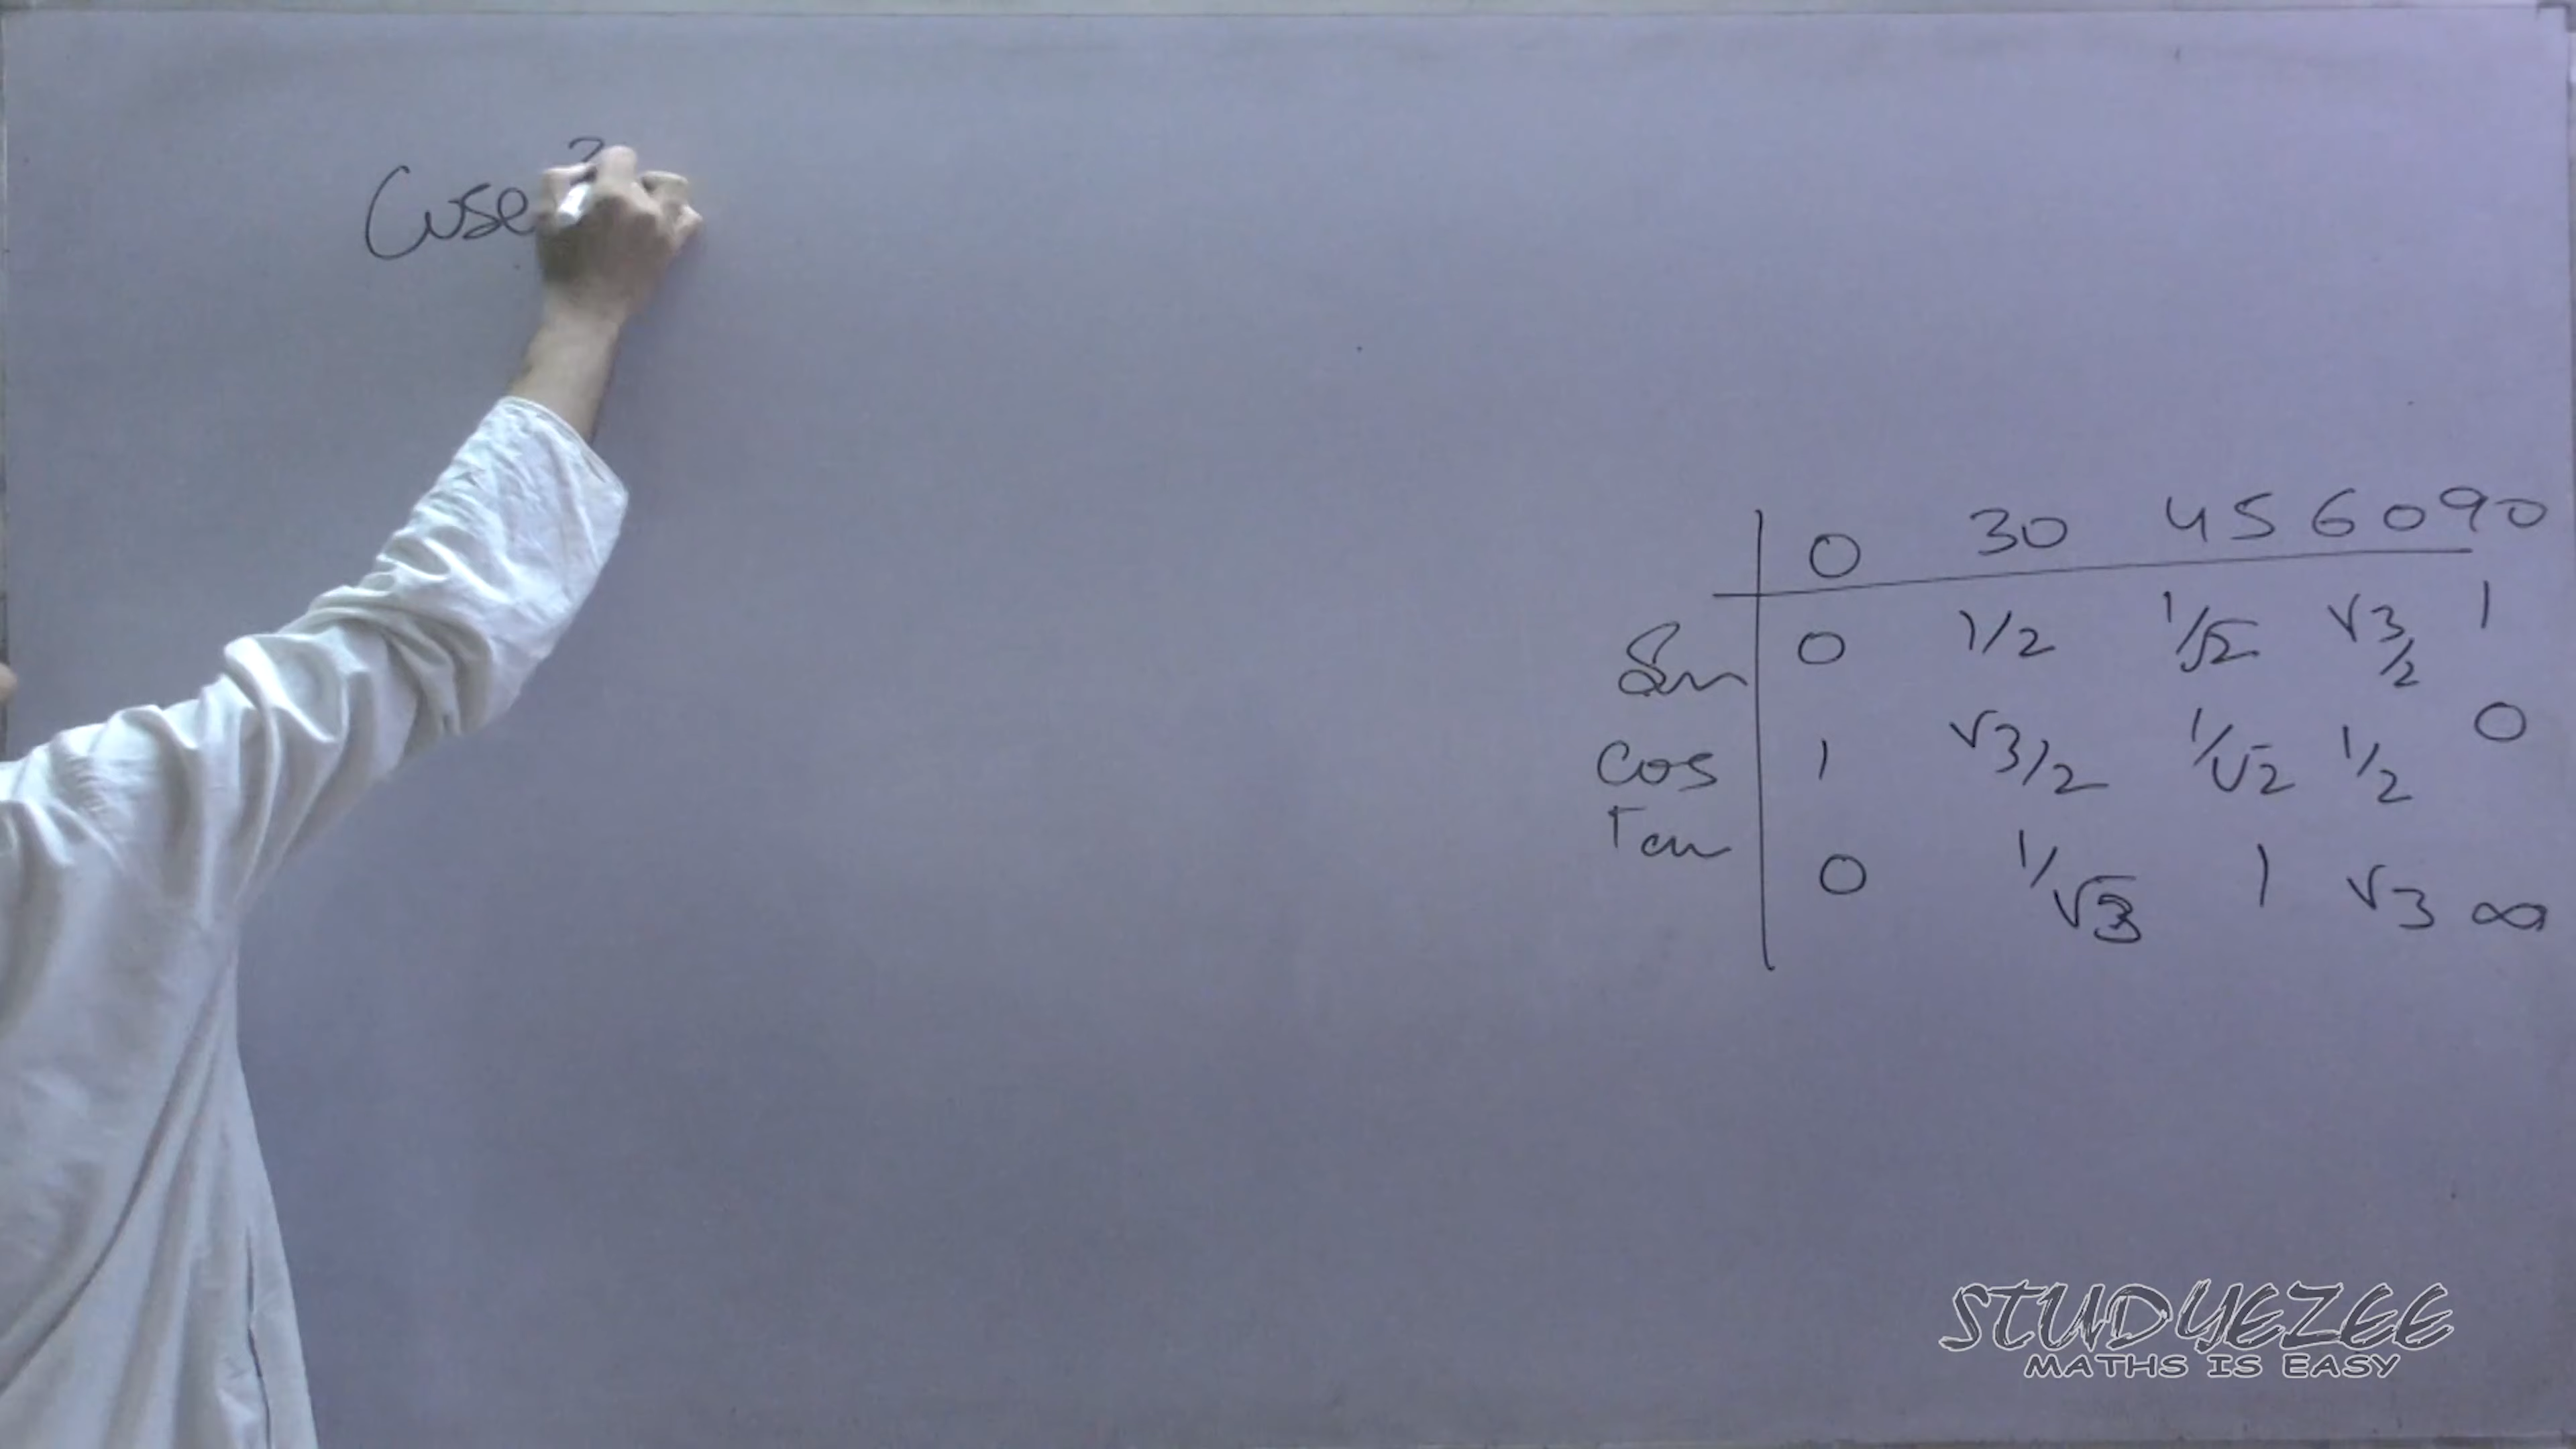 Cose
0 30 45 60 90
Sin 0 1/2 1/√2 √3/2 1
Cos 1 √3/2 1/√2 1/2 0
Tan 0 1/√3 1 √3 ∞
STUDYEZEE
MATHS IS EASY